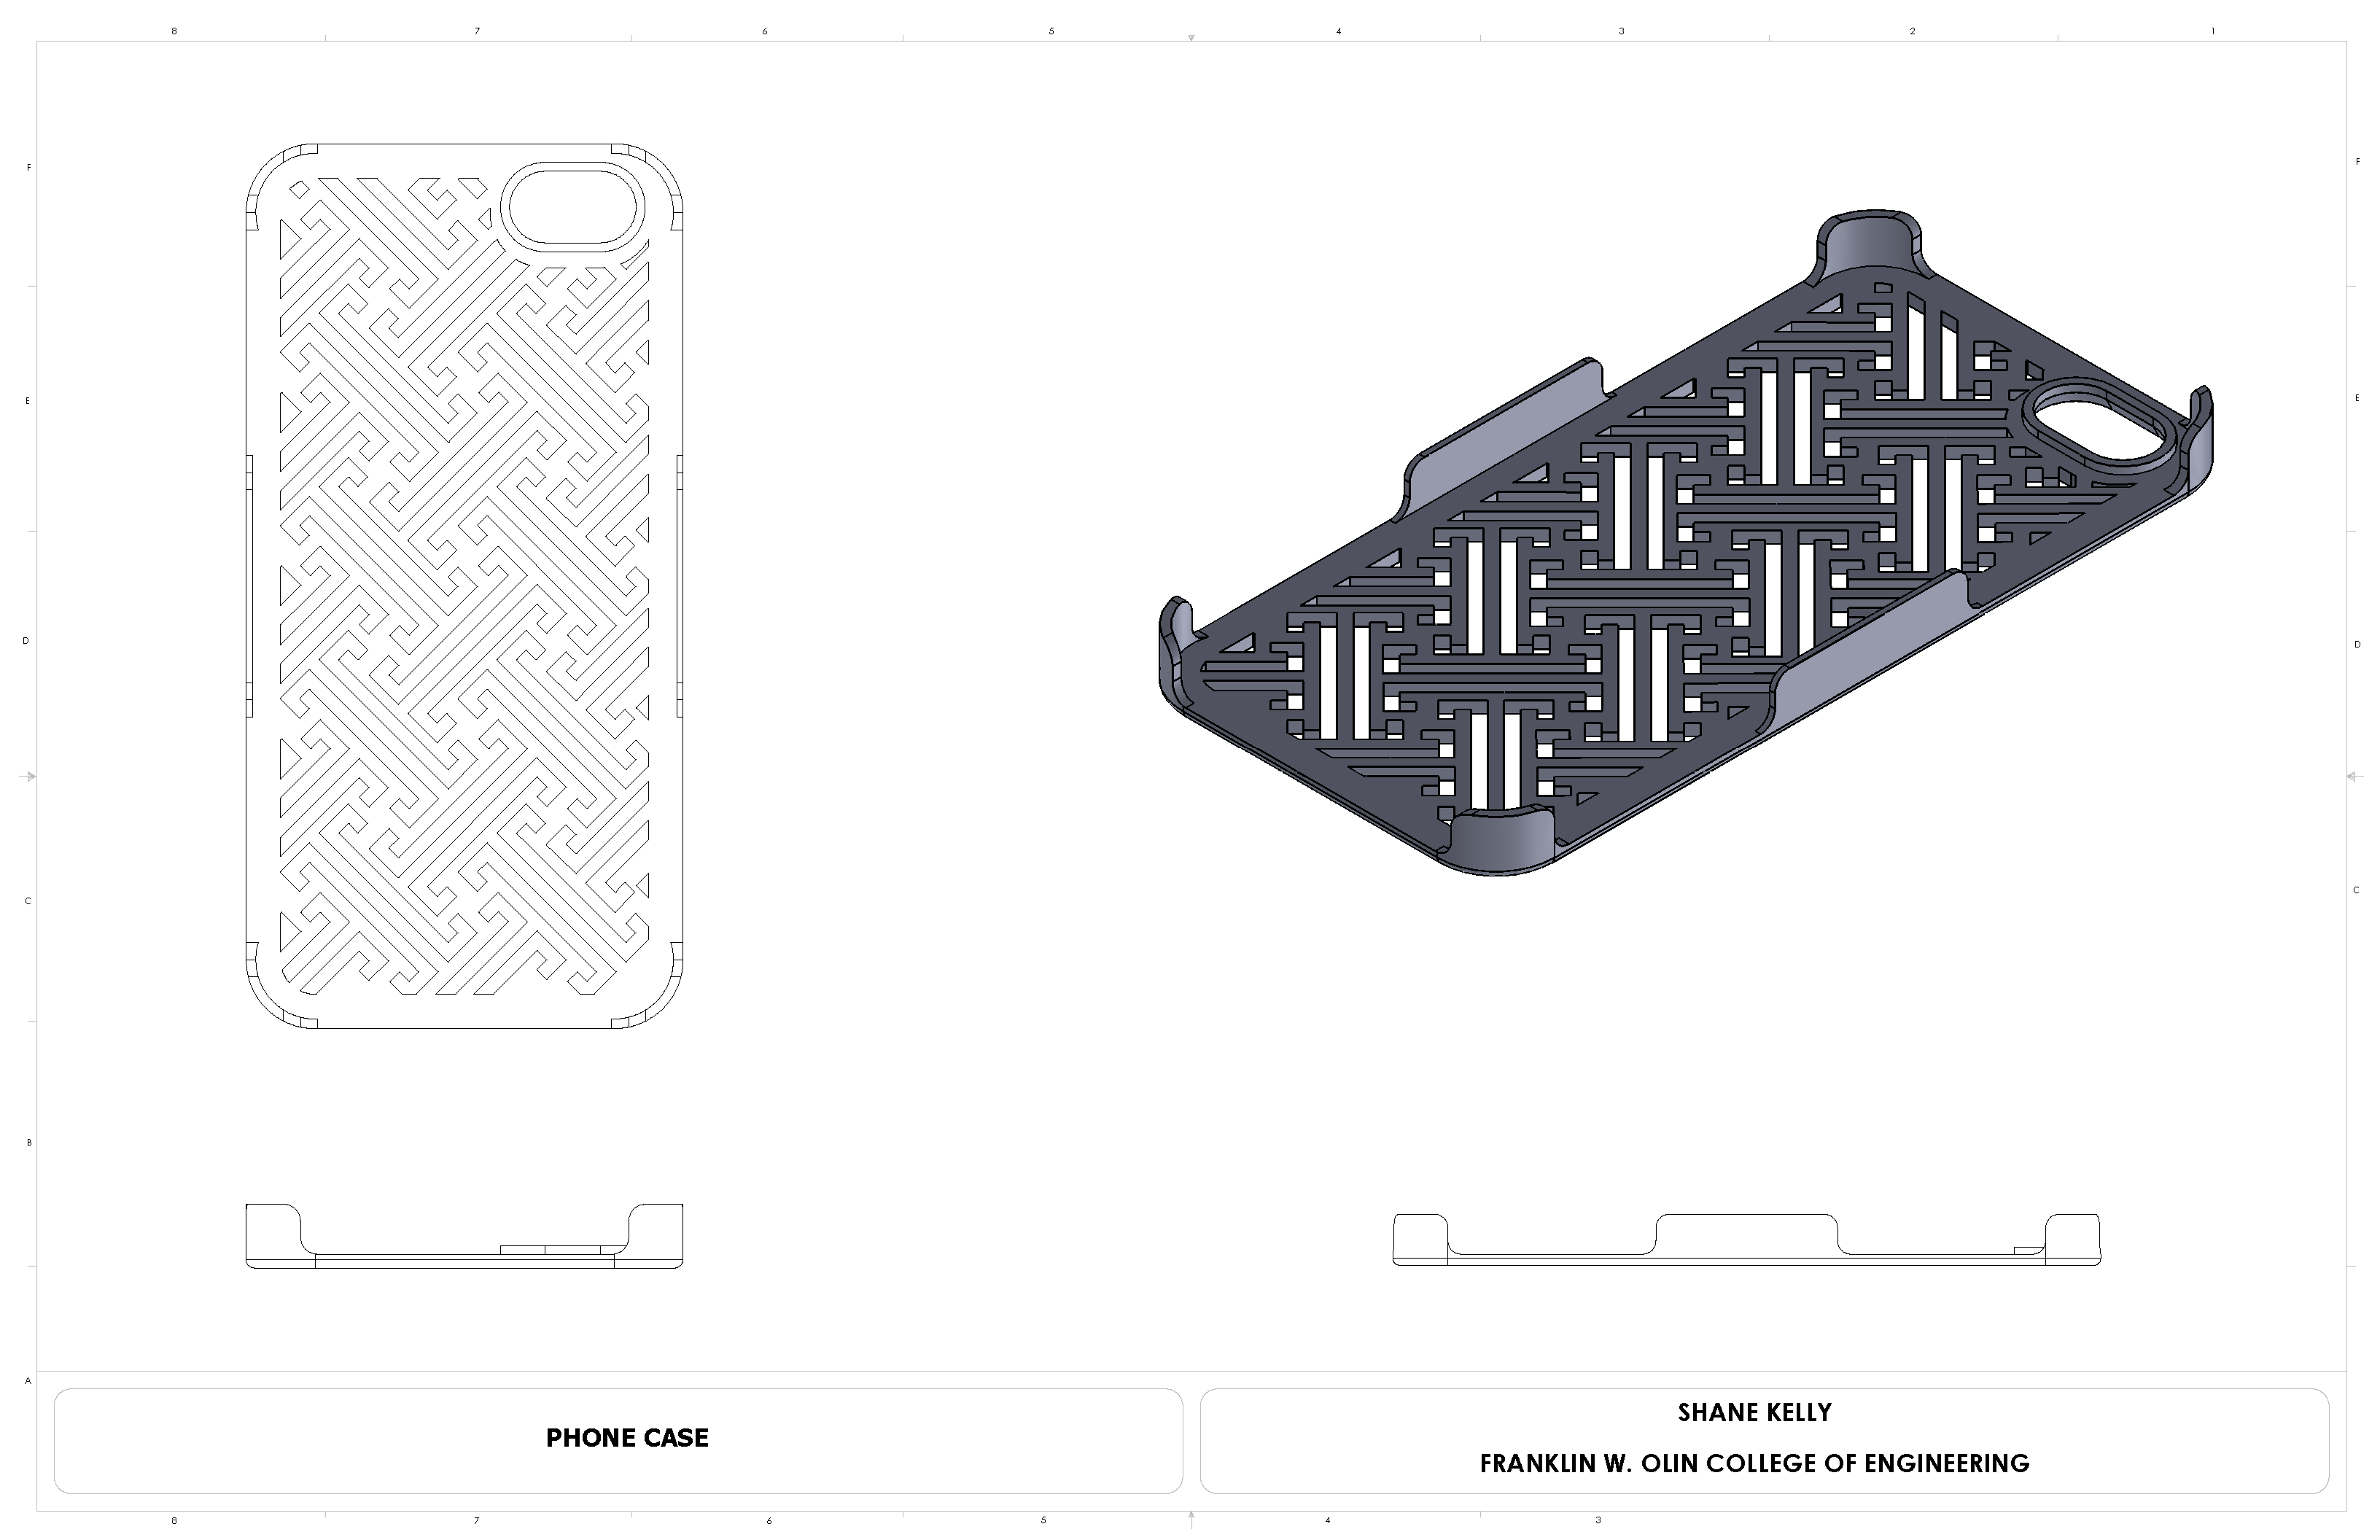 8 7 6 5 4 3 2 1
F F
E E
D D
C C
B
A
PHONE CASE
SHANE KELLY
FRANKLIN W. OLIN COLLEGE OF ENGINEERING
8 7 6 5 4 3